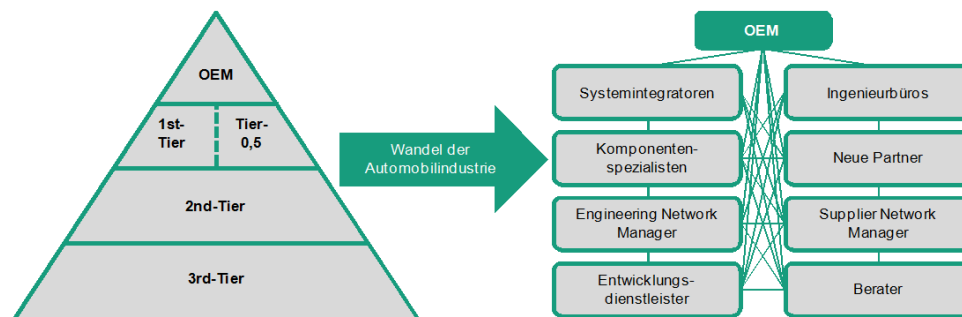 OEM
1st-
Tier
Tier-
0,5
2nd-Tier
3rd-Tier
Wandel der
Automobilindustrie
OEM
Systemintegratoren
Ingenieurbüros
Komponenten-
spezialisten
Neue Partner
Engineering Network
Manager
Supplier Network
Manager
Entwicklungs-
dienstleister
Berater